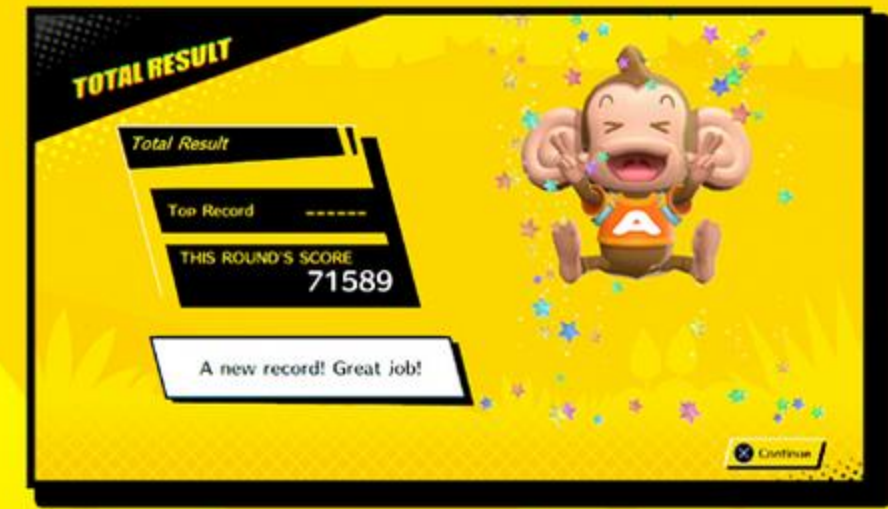 TOTAL RESULT
Total Result
Top Record ------
THIS ROUND'S SCORE
71589
A
A new record! Great job!
Continue